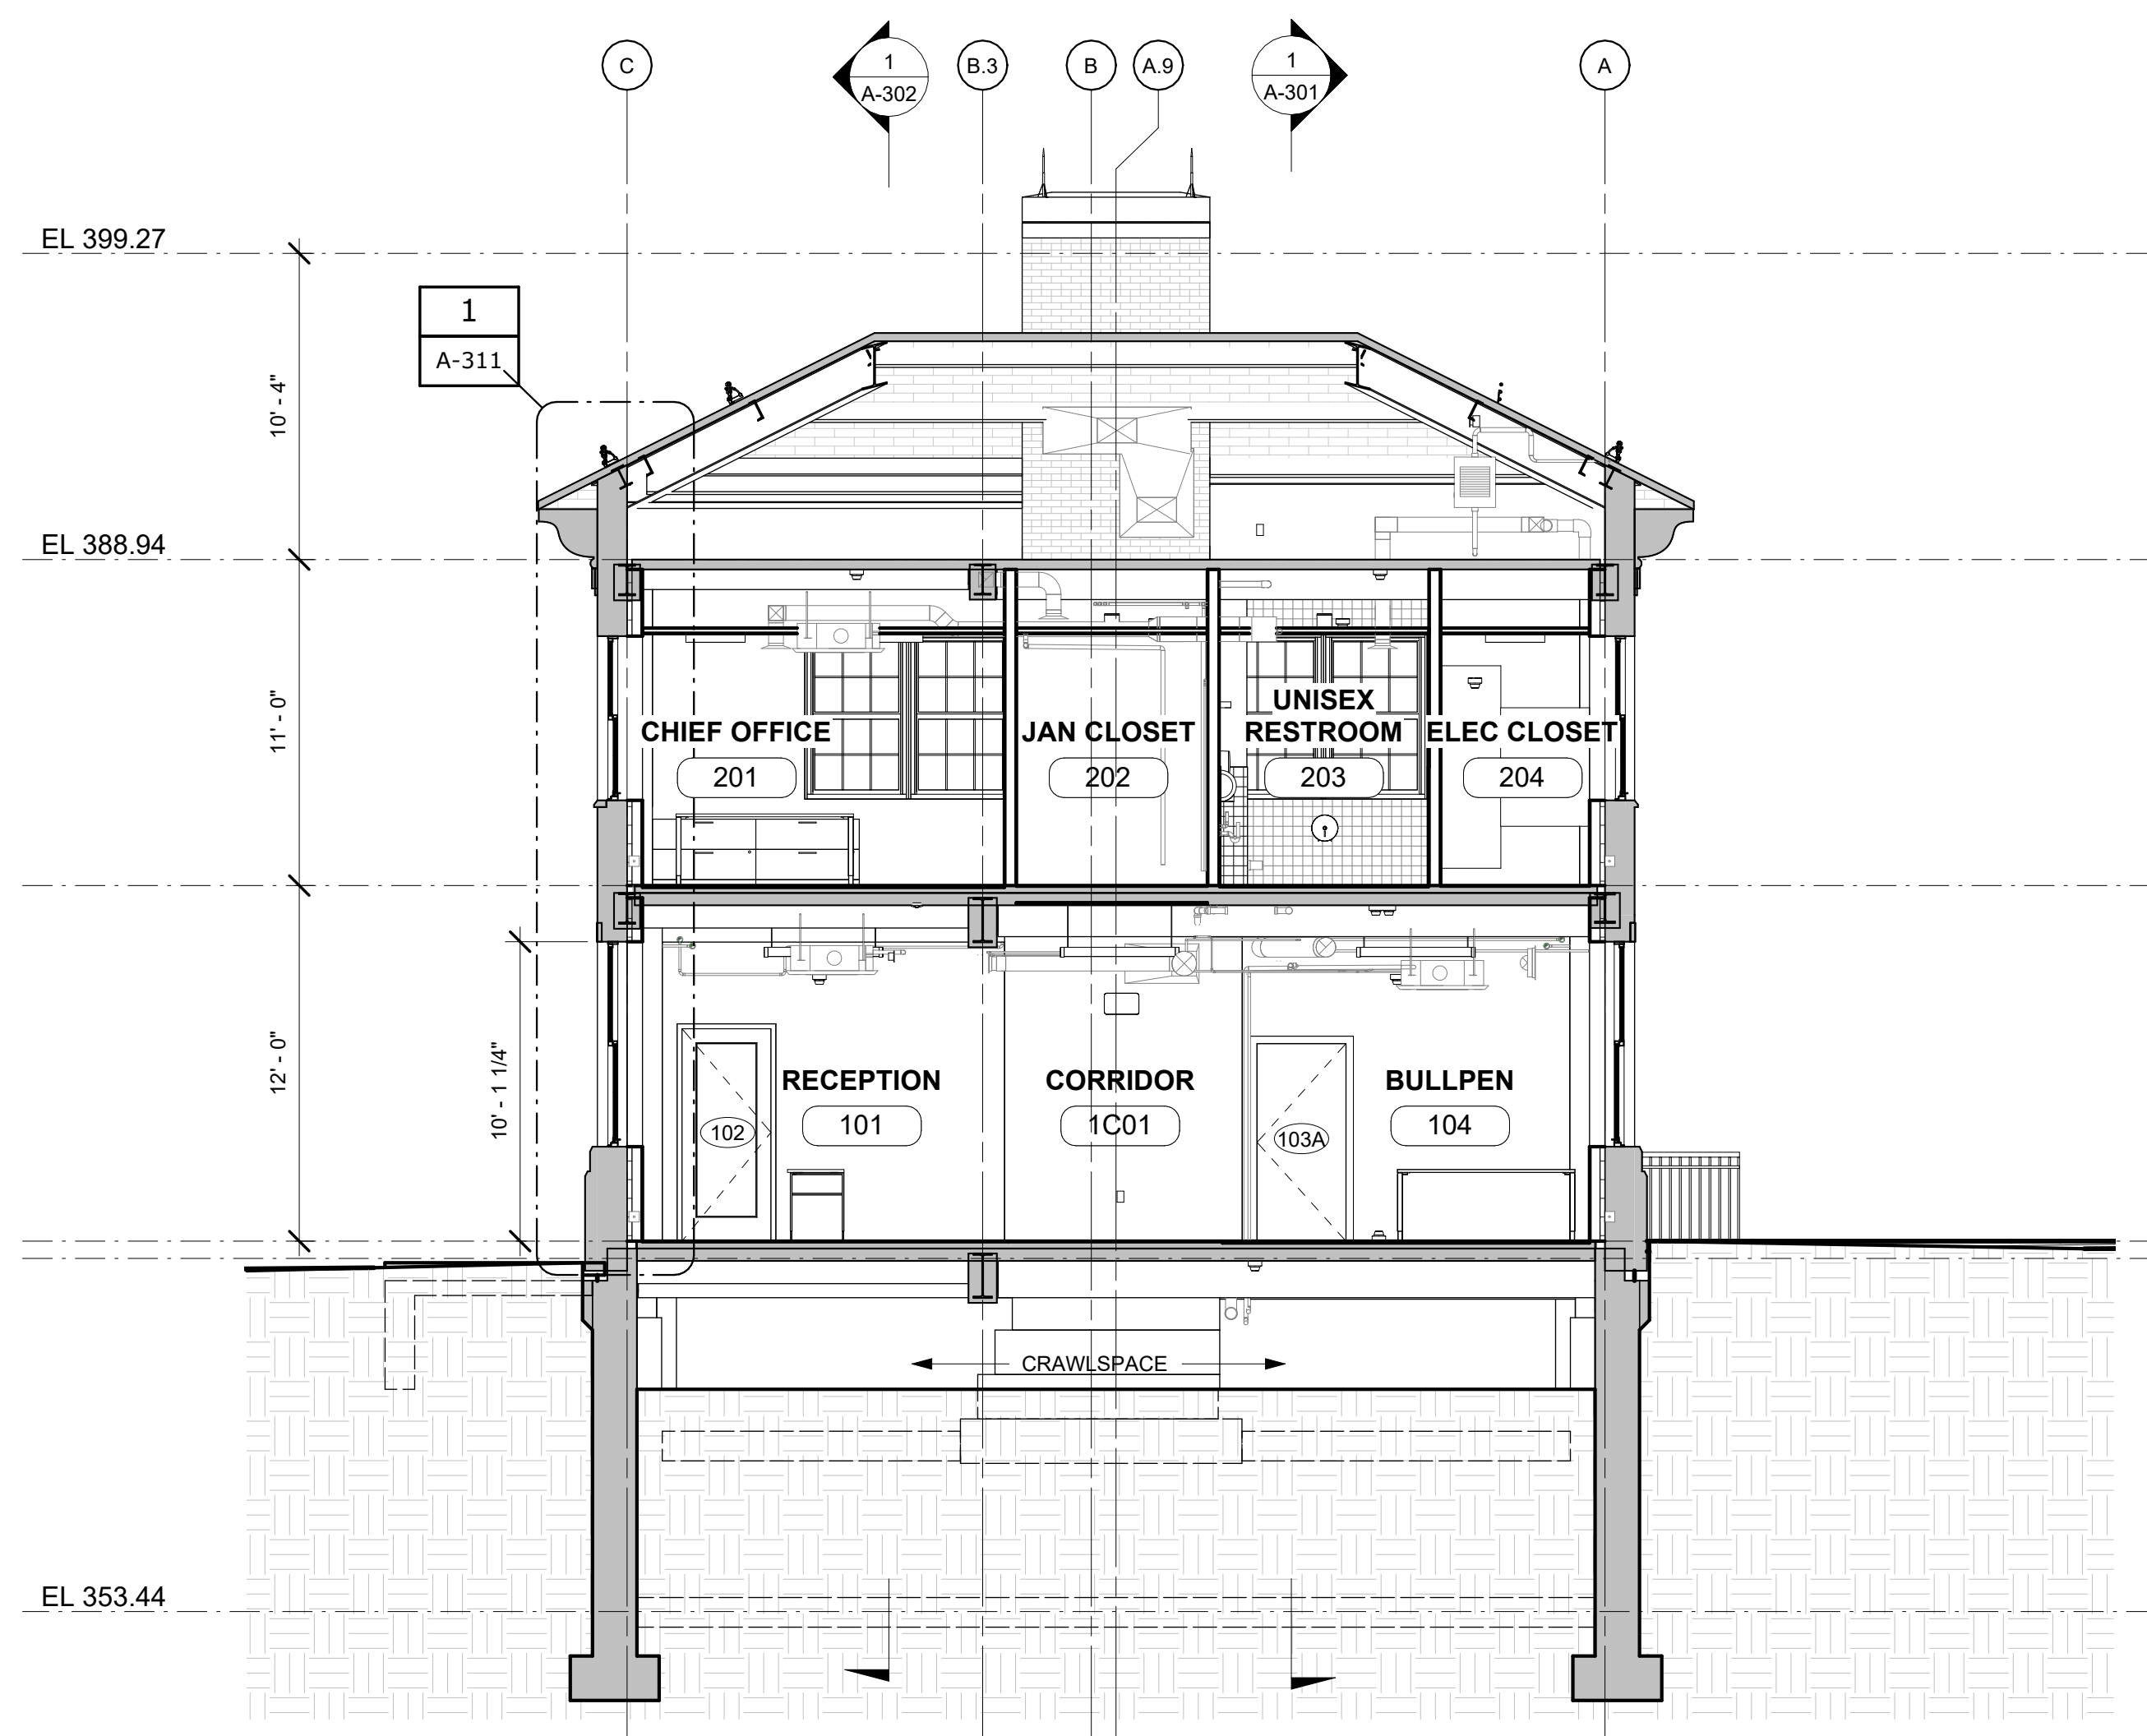 C
1
A-302
B.3
B
A.9
1
A-301
A
EL 399.27
1
A-311
10' - 4"
EL 388.94
11' - 0"
CHIEF OFFICE
201
JAN CLOSET
202
UNISEX
RESTROOM
203
ELEC CLOSET
204
12' - 0"
10' - 1 1/4"
RECEPTION
101
102
CORRIDOR
1C01
BULLPEN
104
103A
CRAWLSPACE
EL 353.44